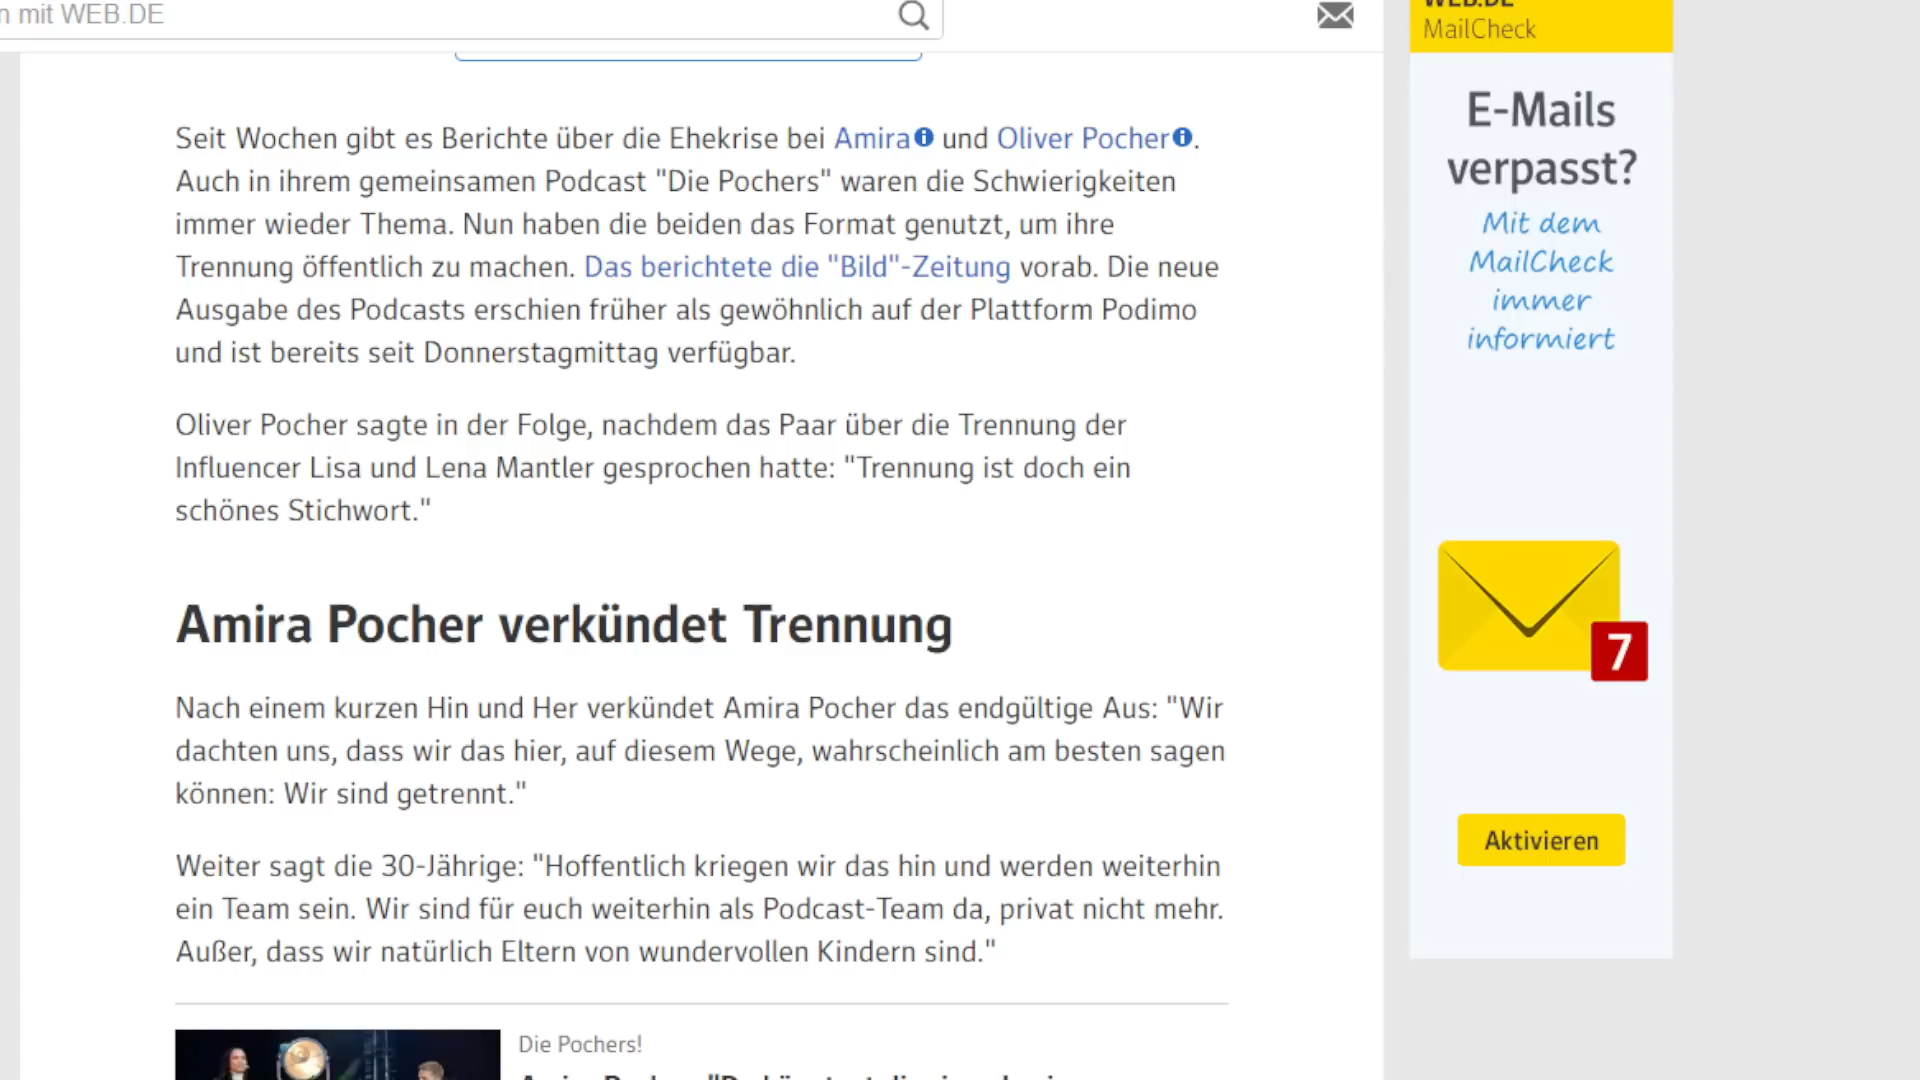 n mit WEB.DE
WEB.DE
MailCheck
E-Mails
verpasst?
Mit dem
MailCheck
immer
informiert
7
Aktivieren
Seit Wochen gibt es Berichte über die Ehekrise bei Amira und Oliver Pocher.
Auch in ihrem gemeinsamen Podcast "Die Pochers" waren die Schwierigkeiten
immer wieder Thema. Nun haben die beiden das Format genutzt, um ihre
Trennung öffentlich zu machen. Das berichtete die "Bild"-Zeitung vorab. Die neue
Ausgabe des Podcasts erschien früher als gewöhnlich auf der Plattform Podimo
und ist bereits seit Donnerstagmittag verfügbar.
Oliver Pocher sagte in der Folge, nachdem das Paar über die Trennung der
Influencer Lisa und Lena Mantler gesprochen hatte: "Trennung ist doch ein
schönes Stichwort."
Amira Pocher verkündet Trennung
Nach einem kurzen Hin und Her verkündet Amira Pocher das endgültige Aus: "Wir
dachten uns, dass wir das hier, auf diesem Wege, wahrscheinlich am besten sagen
können: Wir sind getrennt."
Weiter sagt die 30-Jährige: "Hoffentlich kriegen wir das hin und werden weiterhin
ein Team sein. Wir sind für euch weiterhin als Podcast-Team da, privat nicht mehr.
Außer, dass wir natürlich Eltern von wundervollen Kindern sind."
Die Pochers!